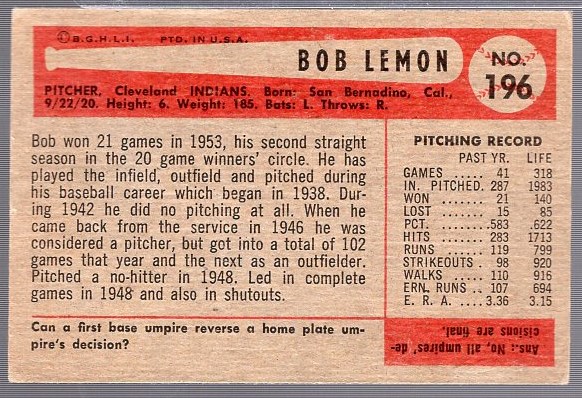 B.G.H.L.I. PTD. IN U.S.A.
BOB LEMON
NO.
196
PITCHER, Cleveland INDIANS. Born: San Bernadino, Cal.,
9/22/20. Height: 6. Weight: 185. Bats: L. Throws: R.
Bob won 21 games in 1953, his second straight
season in the 20 game winners' circle. He has
played the infield, outfield and pitched during
his baseball career which began in 1938. Dur-
ing 1942 he did no pitching at all. When he
came back from the service in 1946 he was
considered a pitcher, but got into a total of 102
games that year and the next as an outfielder.
Pitched a no-hitter in 1948. Led in complete
games in 1948 and also in shutouts.
PITCHING RECORD
PAST YR. LIFE
GAMES 41 318
IN. PITCHED 287 1983
WON 21 140
LOST 15 85
PCT. .583 .622
HITS 283 1713
RUNS 119 799
STRIKEOUTS 98 920
WALKS 110 916
ERN. RUNS 107 694
E. R. A. 3.36 3.15
Can a first base umpire reverse a home plate um-
pire's decision?
Ans.: No, all umpires' de-
cisions are final.